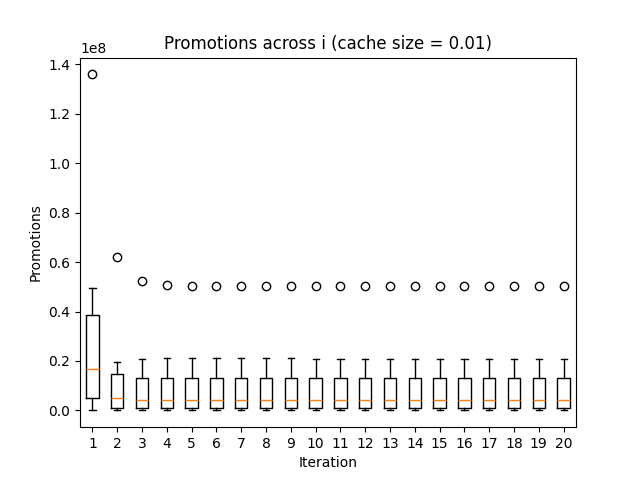 Promotions across i (cache size = 0.01)
1e8
1.4
1.2
1.0
0.8
0.6
0.4
0.2
0.0
Promotions
1 2 3 4 5 6 7 8 9 10 11 12 13 14 15 16 17 18 19 20
Iteration